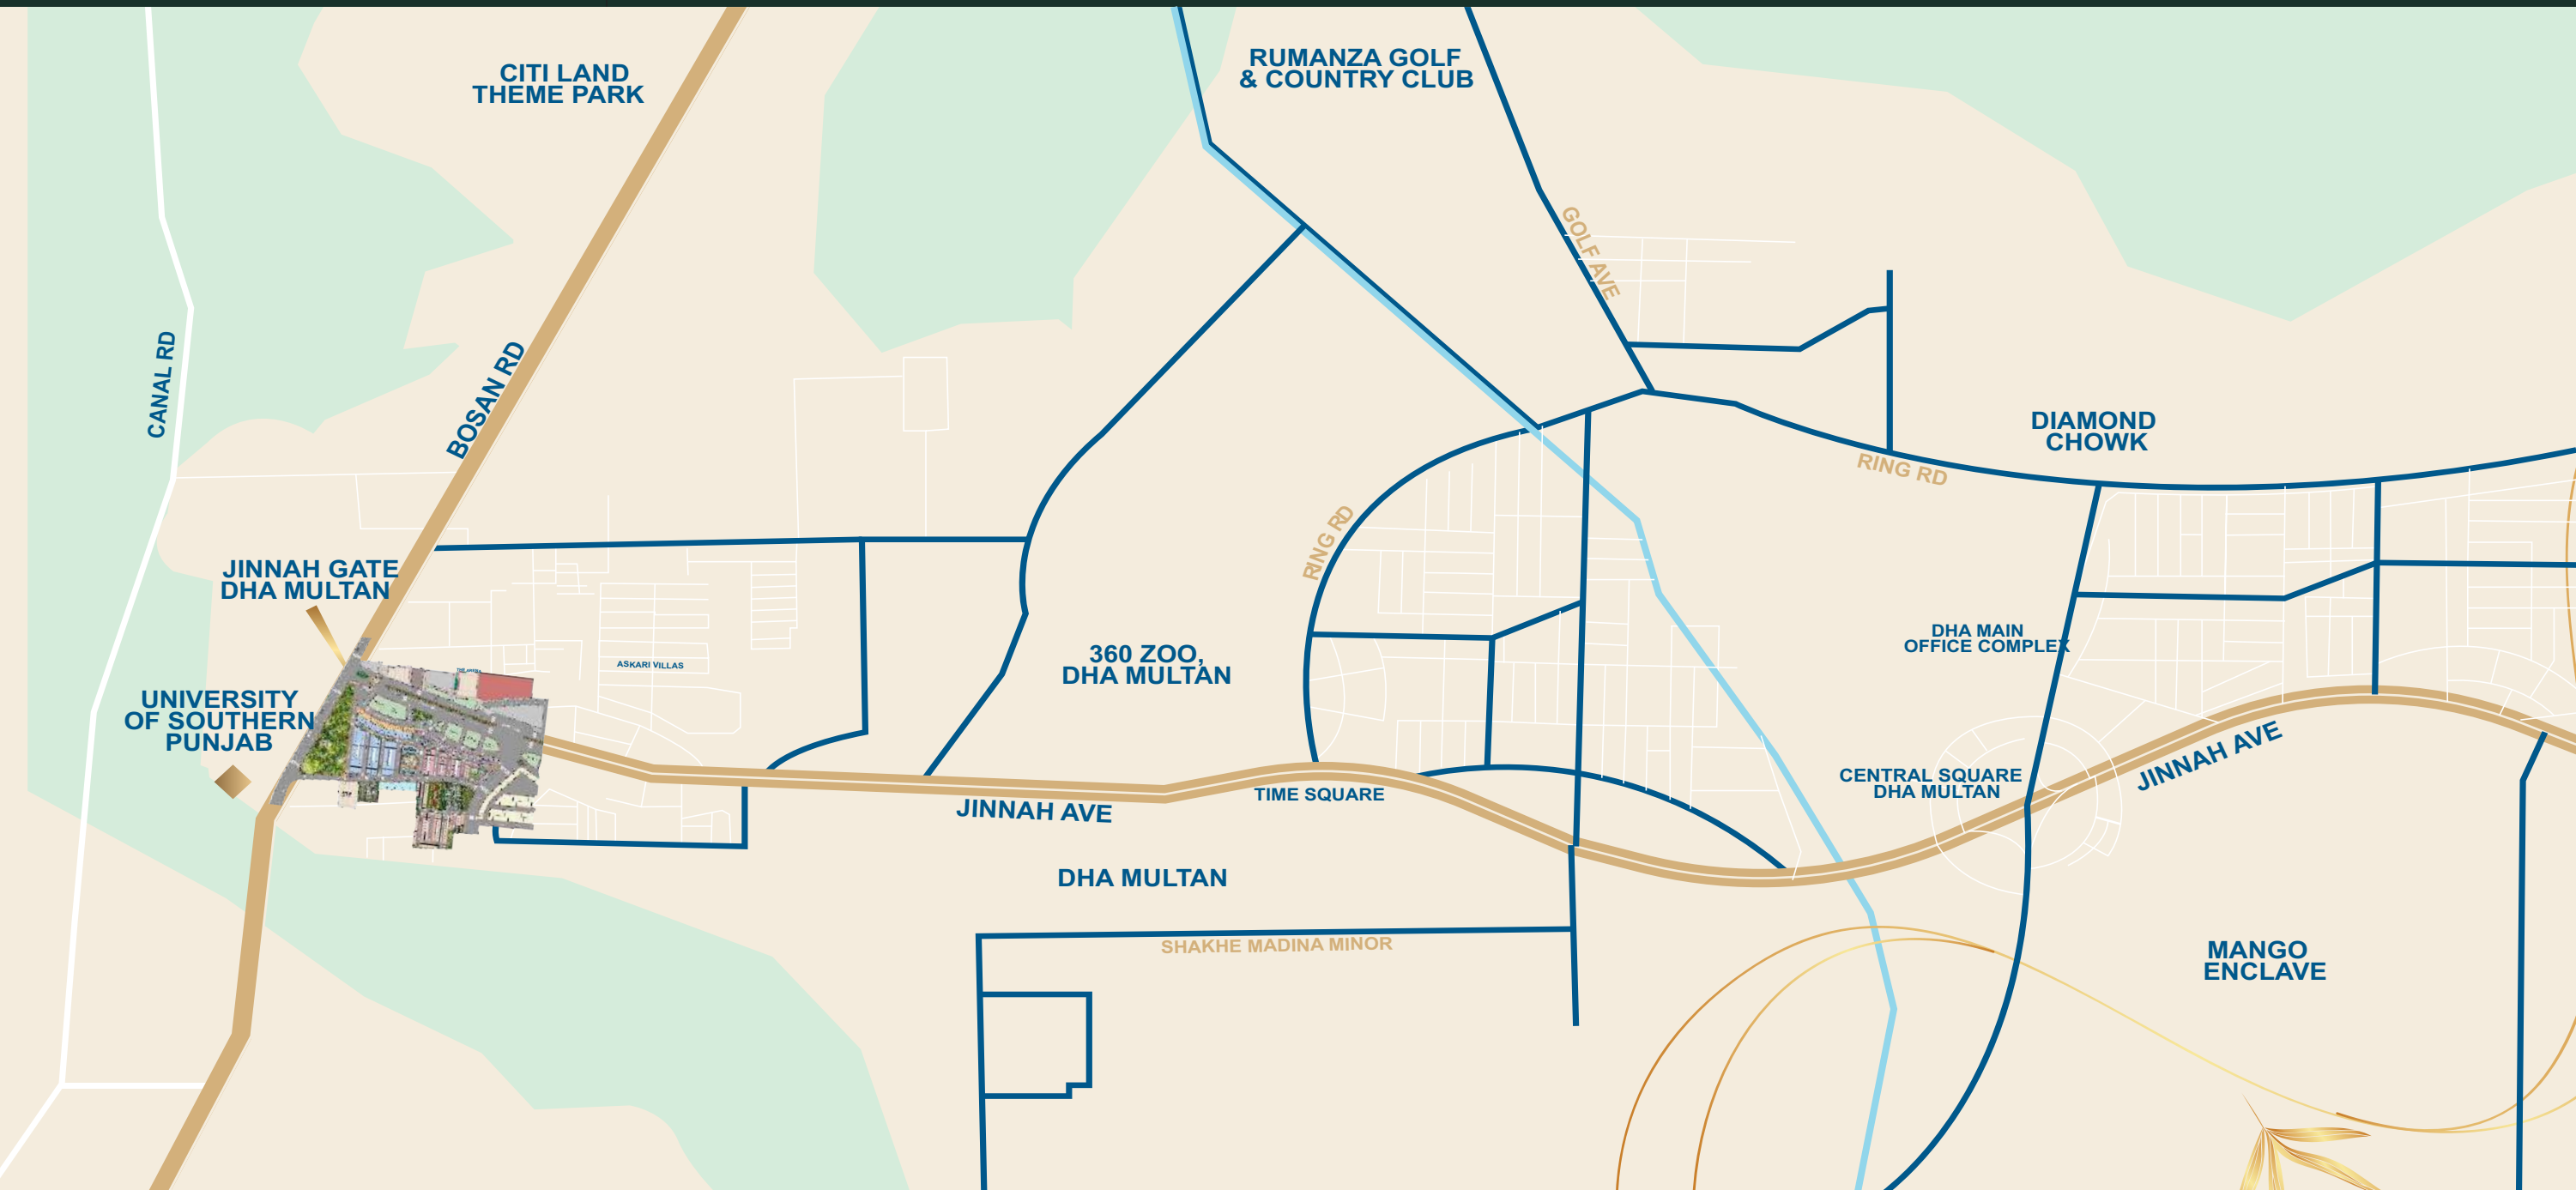 CITI LAND
THEME PARK
RUMANZA GOLF
& COUNTRY CLUB
GOLF AVE
CANAL RD
BOSAN RD
DIAMOND
CHOWK
RING RD
RING RD
JINNAH GATE
DHA MULTAN
360 ZOO,
DHA MULTAN
ASKARI VILLAS
DHA MAIN
OFFICE COMPLEX
UNIVERSITY
OF SOUTHERN
PUNJAB
JINNAH AVE
TIME SQUARE
CENTRAL SQUARE
DHA MULTAN
JINNAH AVE
DHA MULTAN
SHAKHE MADINA MINOR
MANGO
ENCLAVE